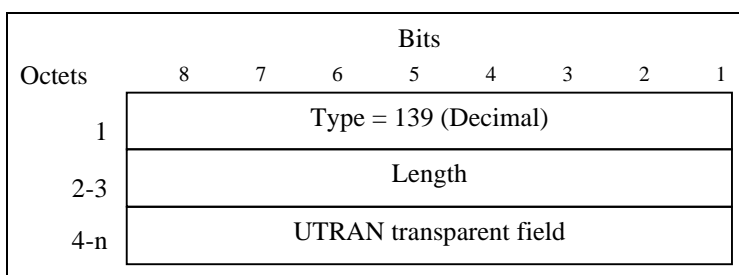 Bits
Octets 8 7 6 5 4 3 2 1
1 Type = 139 (Decimal)
2-3 Length
4-n UTRAN transparent field